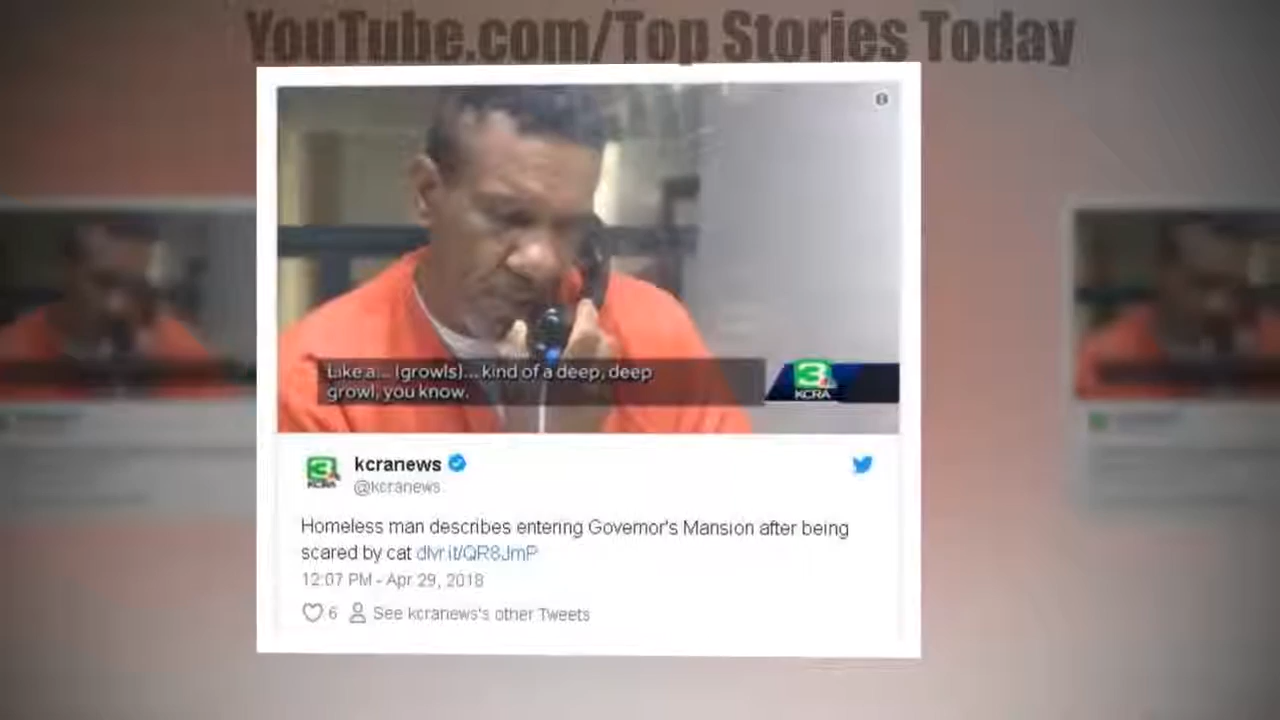 YouTube.com/Top Stories Today
Like a... (growls)... kind of a deep, deep
growl, you know.
3
KCRA
3
KCRA
kcranews
@kcranews
Homeless man describes entering Governor's Mansion after being
scared by cat dlvr.it/QR8JmP
12:07 PM - Apr 29, 2018
6 See kcranews's other Tweets